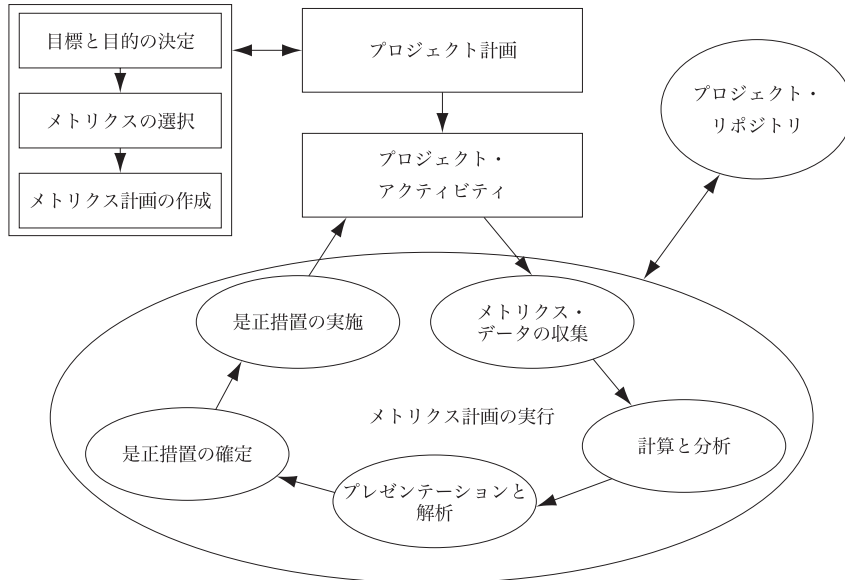 目標と目的の決定
メトリクスの選択
メトリクス計画の作成
プロジェクト計画
プロジェクト・
アクティビティ
プロジェクト・
リポジトリ
是正措置の実施
メトリクス・
データの収集
メトリクス計画の実行
是正措置の確定
計算と分析
プレゼンテーションと
解析